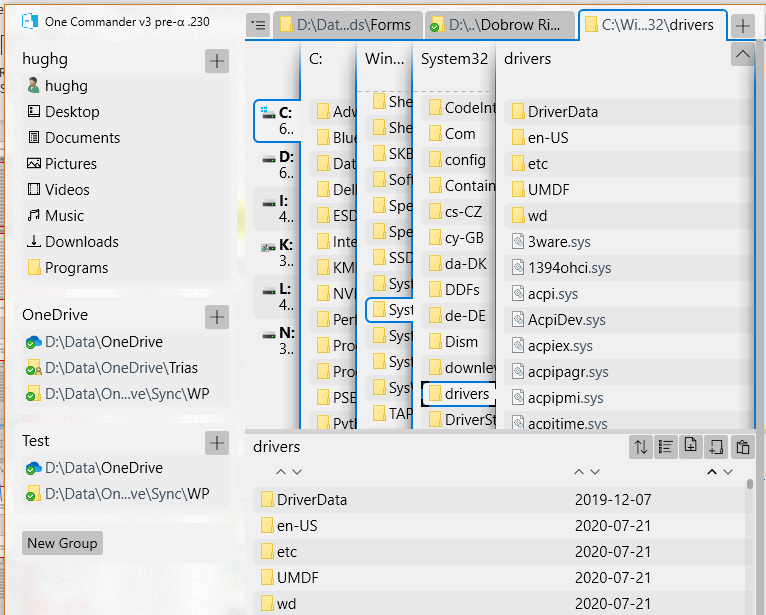 One Commander v3 pre-α .230
D:\Dat...ds\Forms
D:\..\Dobrow Ri...
C:\Wi...32\drivers
hughg
hughg
Desktop
Documents
Pictures
Videos
Music
Downloads
Programs
OneDrive
D:\Data\OneDrive
D:\Data\OneDrive\Trias
D:\Data\On...ve\Sync\WP
Test
D:\Data\OneDrive
D:\Data\On...ve\Sync\WP
New Group
C:
6..
D:
6..
I:
4..
K:
3..
L:
4..
N:
3..
C:
Adw
Blue
Dat
Dell
ESD
Inte
KM
NV
Perf
Pro
Pro
PSE
Pyth
Win...
She
She
SKB
Soft
Spe
Spe
SSD
Syst
Syst
Syst
Syst
Sys
TAP
System32
CodeInt
Com
config
Contain
cs-CZ
cy-GB
da-DK
DDFs
de-DE
Dism
downlev
drivers
DriverSt
drivers
DriverData
en-US
etc
UMDF
wd
3ware.sys
1394ohci.sys
acpi.sys
AcpiDev.sys
acpiex.sys
acpipagr.sys
acpipmi.sys
acpitime.sys
drivers
DriverData 2019-12-07
en-US 2020-07-21
etc 2020-07-21
UMDF 2020-07-21
wd 2020-07-21